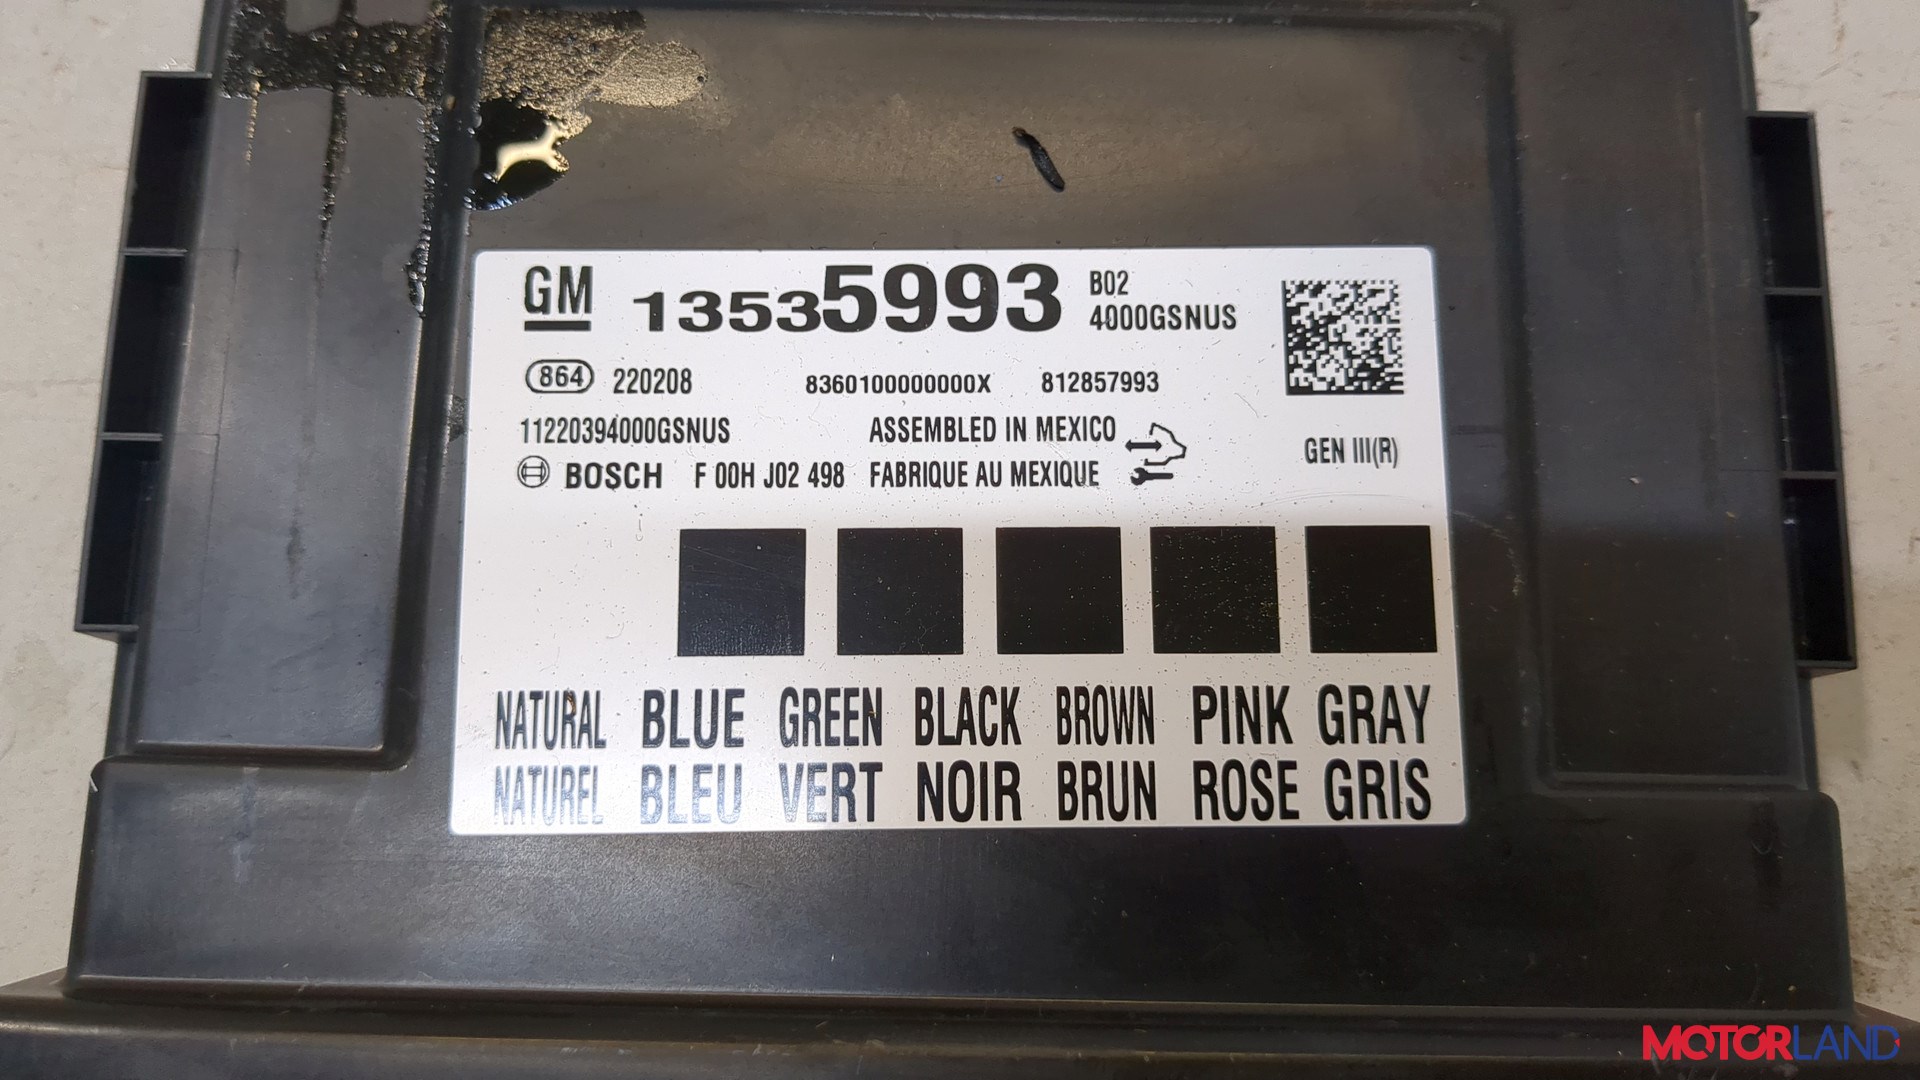 GM 13535993 B02
4000GSNUS
864 220208 8360100000000X 812857993
11220394000GSNUS ASSEMBLED IN MEXICO
GEN III(R)
BOSCH F 00H J02 498 FABRIQUE AU MEXIQUE
NATURAL BLUE GREEN BLACK BROWN PINK GRAY
NATUREL BLEU VERT NOIR BRUN ROSE GRIS
MOTORLAND